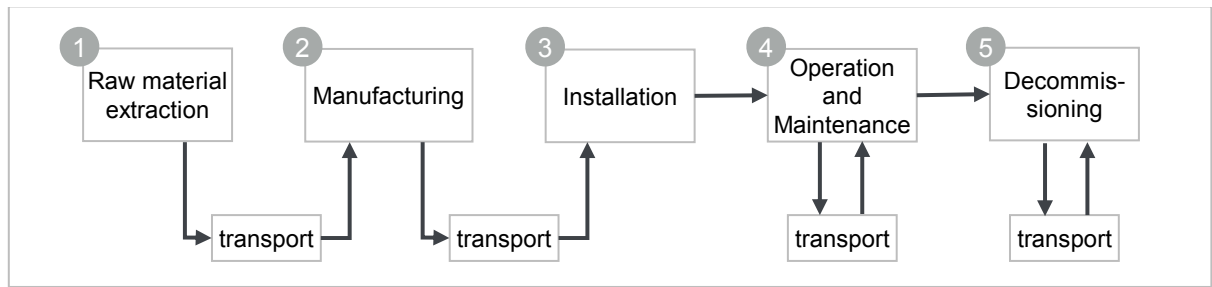 1
Raw material
extraction
2
Manufacturing
3
Installation
4
Operation
and
Maintenance
5
Decommis-
sioning
transport
transport
transport
transport